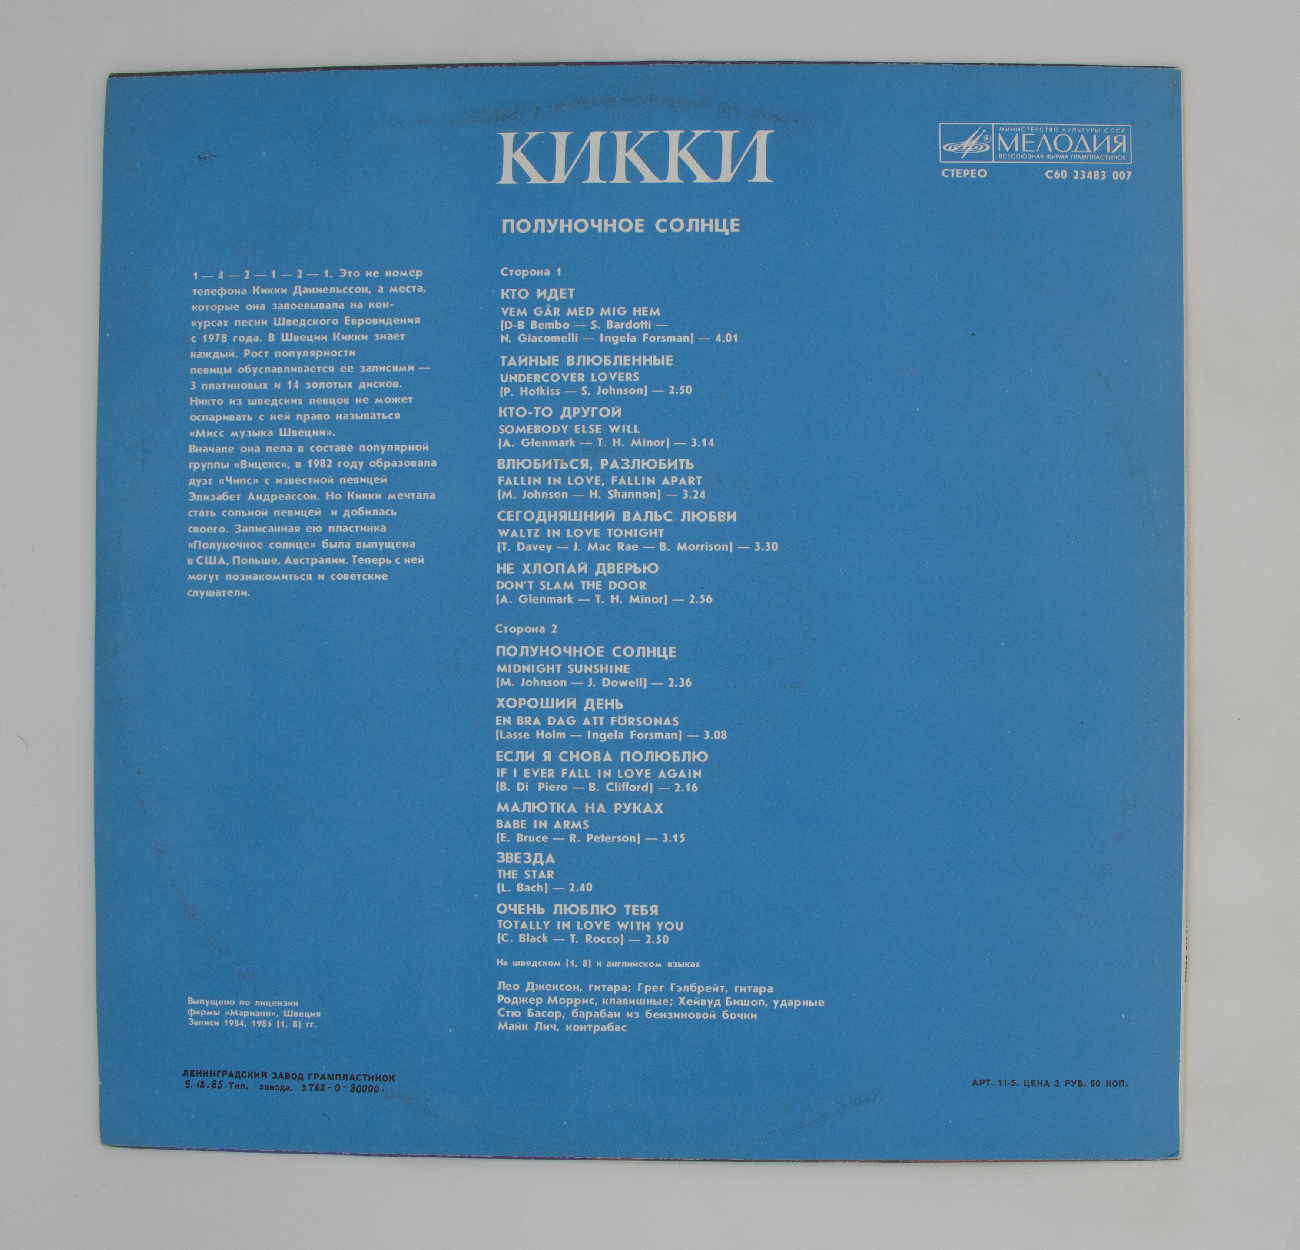 КИККИ
МИНИСТЕРСТВО КУЛЬТУРЫ СССР
МЕЛОДИЯ
ВСЕСОЮЗНАЯ ФИРМА ГРАМПЛАСТИНОК
СТЕРЕО С60 23483 007
ПОЛУНОЧНОЕ СОЛНЦЕ
1 — 4 — 2 — 1 — 2 — 1. Это не номер
телефона Кикки Даниельссон, а места,
которые она завоевывала на кон-
курсах песни Шведского Евровидения
с 1978 года. В Швеции Кикки знает
каждый. Рост популярности
певицы обуславливается ее записями —
3 платиновых и 14 золотых дисков.
Никто из шведских певцов не может
оспаривать с ней право называться
«Мисс музыка Швеции».
Вначале она пела в составе популярной
группы «Вицекс», в 1982 году образовала
дуэт «Чипс» с известной певицей
Элизабет Андреассон. Но Кикки мечтала
стать сольной певицей и добилась
своего. Записанная ею пластинка
«Полуночное солнце» была выпущена
в США, Польше, Австралии. Теперь с ней
могут познакомиться и советские
слушатели.
Сторона 1
КТО ИДЕТ
VEM GÅR MED MIG HEM
(D-B Bembo — S. Bardotti —
N. Giacomelli — Ingela Forsman) — 4.01
ТАЙНЫЕ ВЛЮБЛЕННЫЕ
UNDERCOVER LOVERS
(P. Hotkiss — S. Johnson) — 2.50
КТО-ТО ДРУГОЙ
SOMEBODY ELSE WILL
(A. Glenmark — T. H. Minor) — 3.14
ВЛЮБИТЬСЯ, РАЗЛЮБИТЬ
FALLIN IN LOVE, FALLIN APART
(M. Johnson — H. Shannon) — 3.24
СЕГОДНЯШНИЙ ВАЛЬС ЛЮБВИ
WALTZ IN LOVE TONIGHT
(T. Davey — J. Mac Rae — B. Morrison) — 3.30
НЕ ХЛОПАЙ ДВЕРЬЮ
DON'T SLAM THE DOOR
(A. Glenmark — T. H. Minor) — 2.56
Сторона 2
ПОЛУНОЧНОЕ СОЛНЦЕ
MIDNIGHT SUNSHINE
(M. Johnson — J. Dowell) — 2.36
ХОРОШИЙ ДЕНЬ
EN BRA DAG ATT FÖRSONAS
(Lasse Holm — Ingela Forsman) — 3.08
ЕСЛИ Я СНОВА ПОЛЮБЛЮ
IF I EVER FALL IN LOVE AGAIN
(B. Di Piero — B. Clifford) — 2.16
МАЛЮТКА НА РУКАХ
BABE IN ARMS
(E. Bruce — R. Peterson) — 3.15
ЗВЕЗДА
THE STAR
(L. Bach) — 2.40
ОЧЕНЬ ЛЮБЛЮ ТЕБЯ
TOTALLY IN LOVE WITH YOU
(C. Black — T. Rocco) — 2.50
На шведском (1, 8) и английском языках
Лео Джексон, гитара; Грег Гэлбрейт, гитара
Роджер Моррис, клавишные; Хейвуд Бишоп, ударные
Стю Басор, барабан из бензиновой бочки
Майк Лич, контрабас
Выпущено по лицензии
фирмы «Марианн», Швеция
Записи 1984, 1985 (1, 8) гг.
ЛЕНИНГРАДСКИЙ ЗАВОД ГРАМПЛАСТИНОК
5.12.85. Тип. завода. 3762-0-30000.
АРТ. 11-5. ЦЕНА 3 РУБ. 50 КОП.